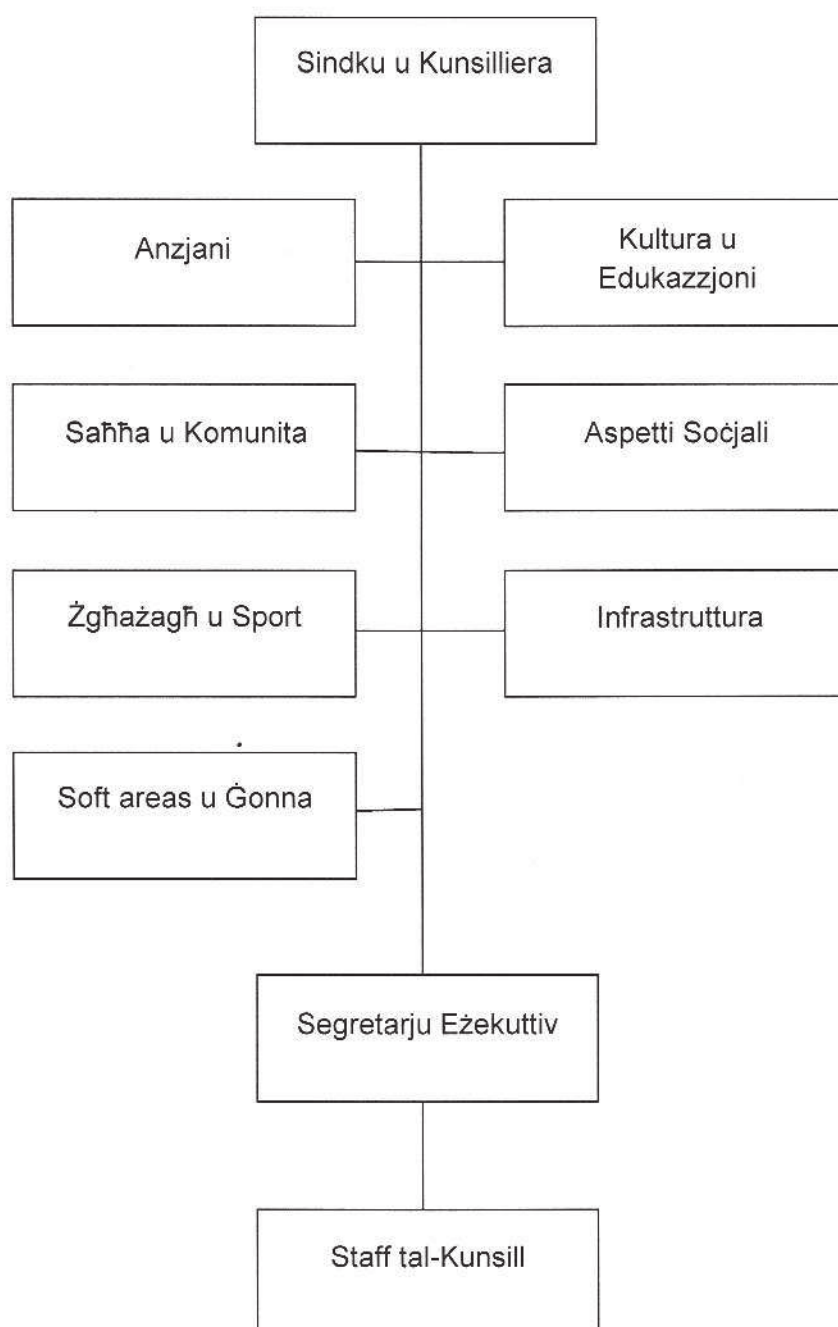 Sindku u Kunsilliera
Anzjani
Kultura u
Edukazzjoni
Saħħa u Komunita
Aspetti Soċjali
Żgħażagħ u Sport
Infrastruttura
Soft areas u Ġonna
Segretarju Eżekuttiv
Staff tal-Kunsill